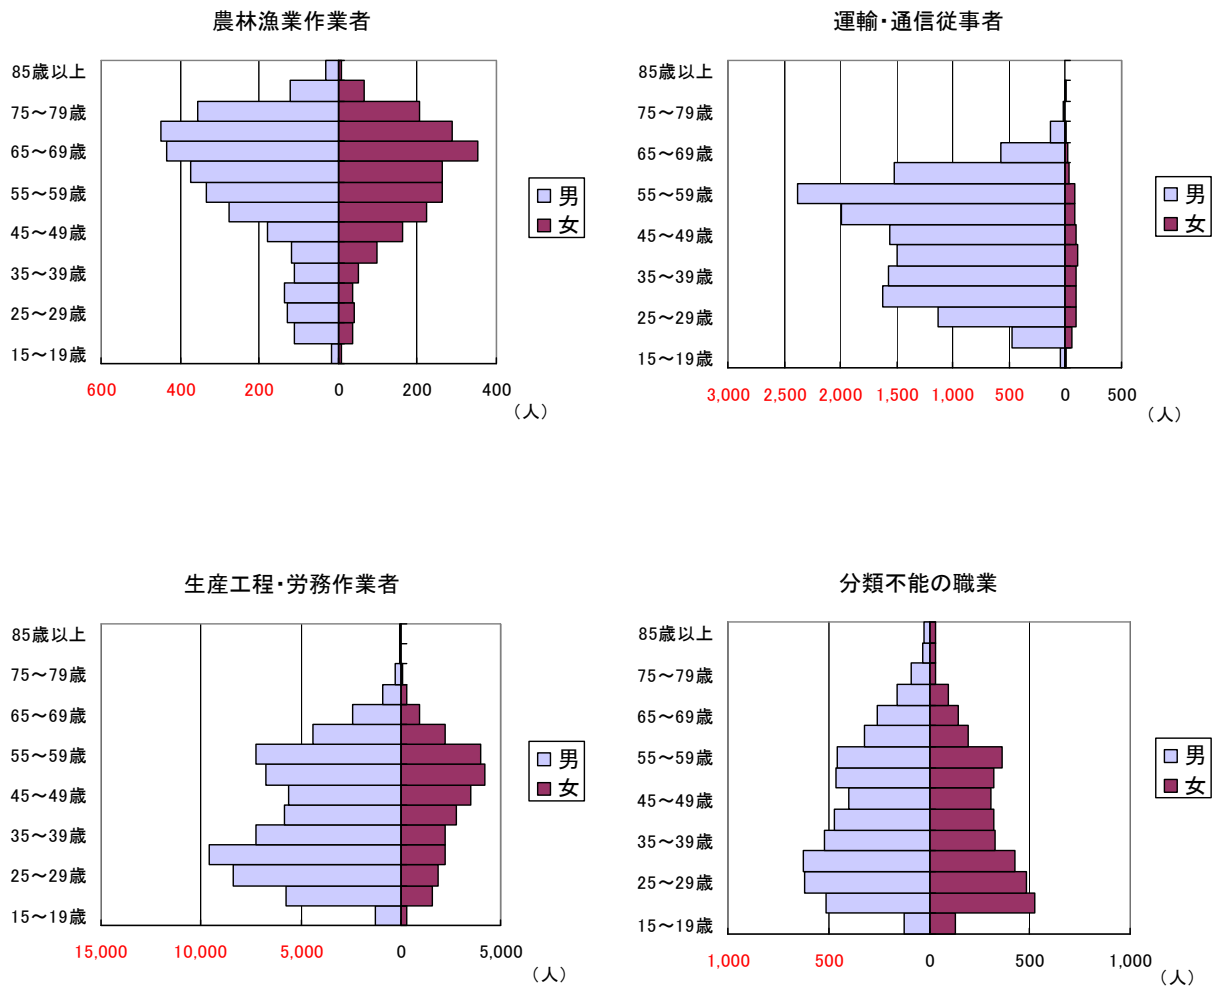 農林漁業作業者
85歳以上
75～79歳
65～69歳
55～59歳
45～49歳
35～39歳
25～29歳
15～19歳
600 400 200 0 200 400
（人）
男
女
運輸・通信従事者
85歳以上
75～79歳
65～69歳
55～59歳
45～49歳
35～39歳
25～29歳
15～19歳
3,000 2,500 2,000 1,500 1,000 500 0 500
（人）
男
女
生産工程・労務作業者
85歳以上
75～79歳
65～69歳
55～59歳
45～49歳
35～39歳
25～29歳
15～19歳
15,000 10,000 5,000 0 5,000
（人）
男
女
分類不能の職業
85歳以上
75～79歳
65～69歳
55～59歳
45～49歳
35～39歳
25～29歳
15～19歳
1,000 500 0 500 1,000
（人）
男
女